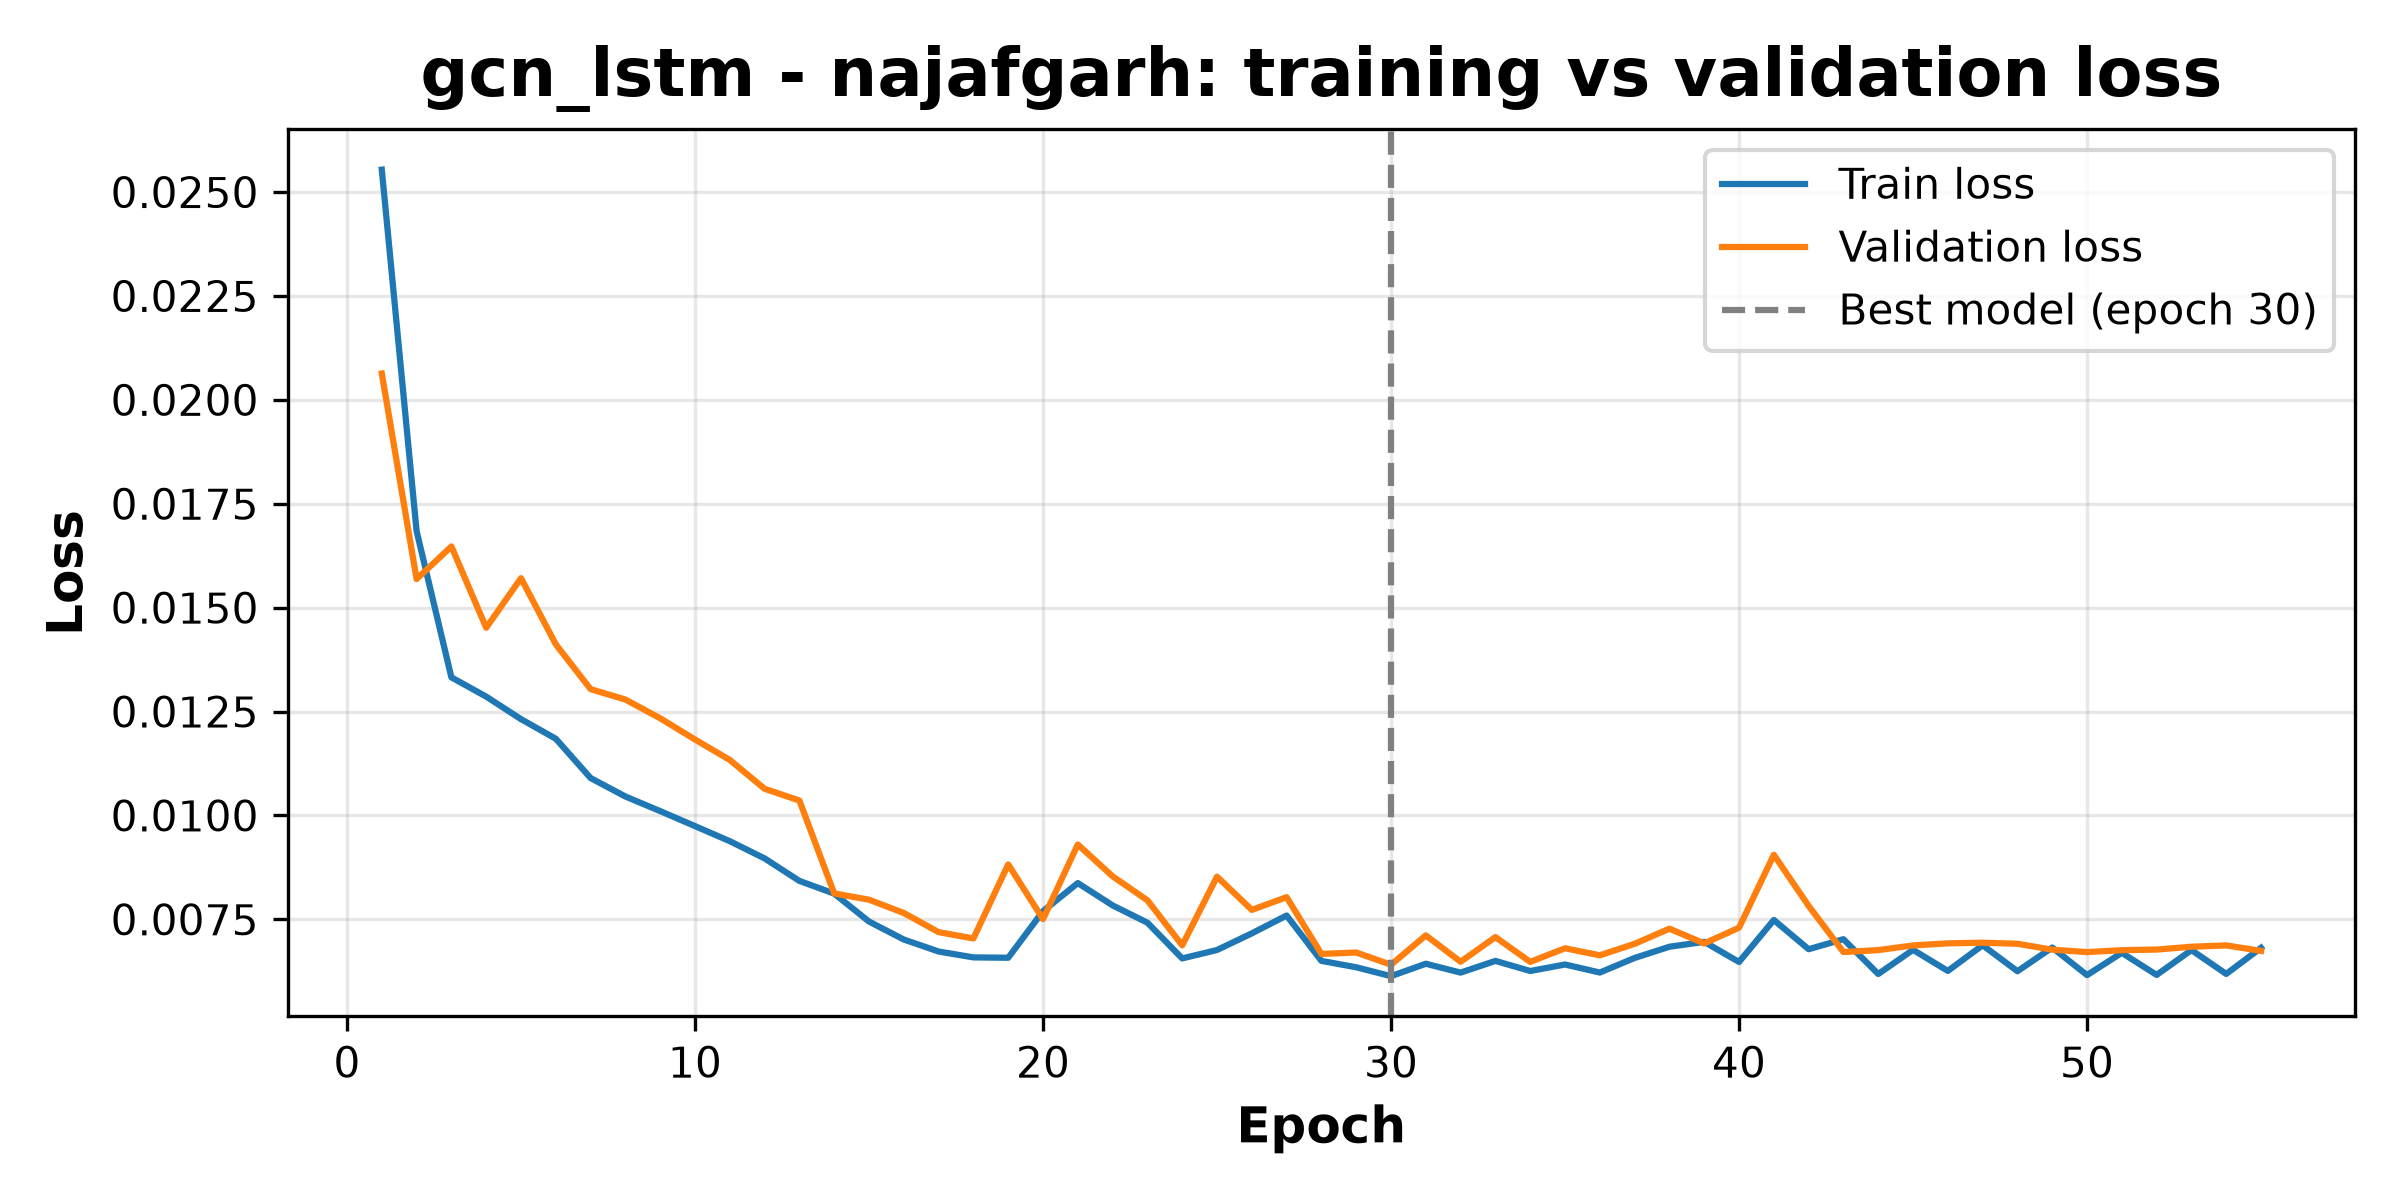 gcn_lstm - najafgarh: training vs validation loss
Train loss
Validation loss
Best model (epoch 30)
Loss
0.0250
0.0225
0.0200
0.0175
0.0150
0.0125
0.0100
0.0075
0 10 20 30 40 50
Epoch